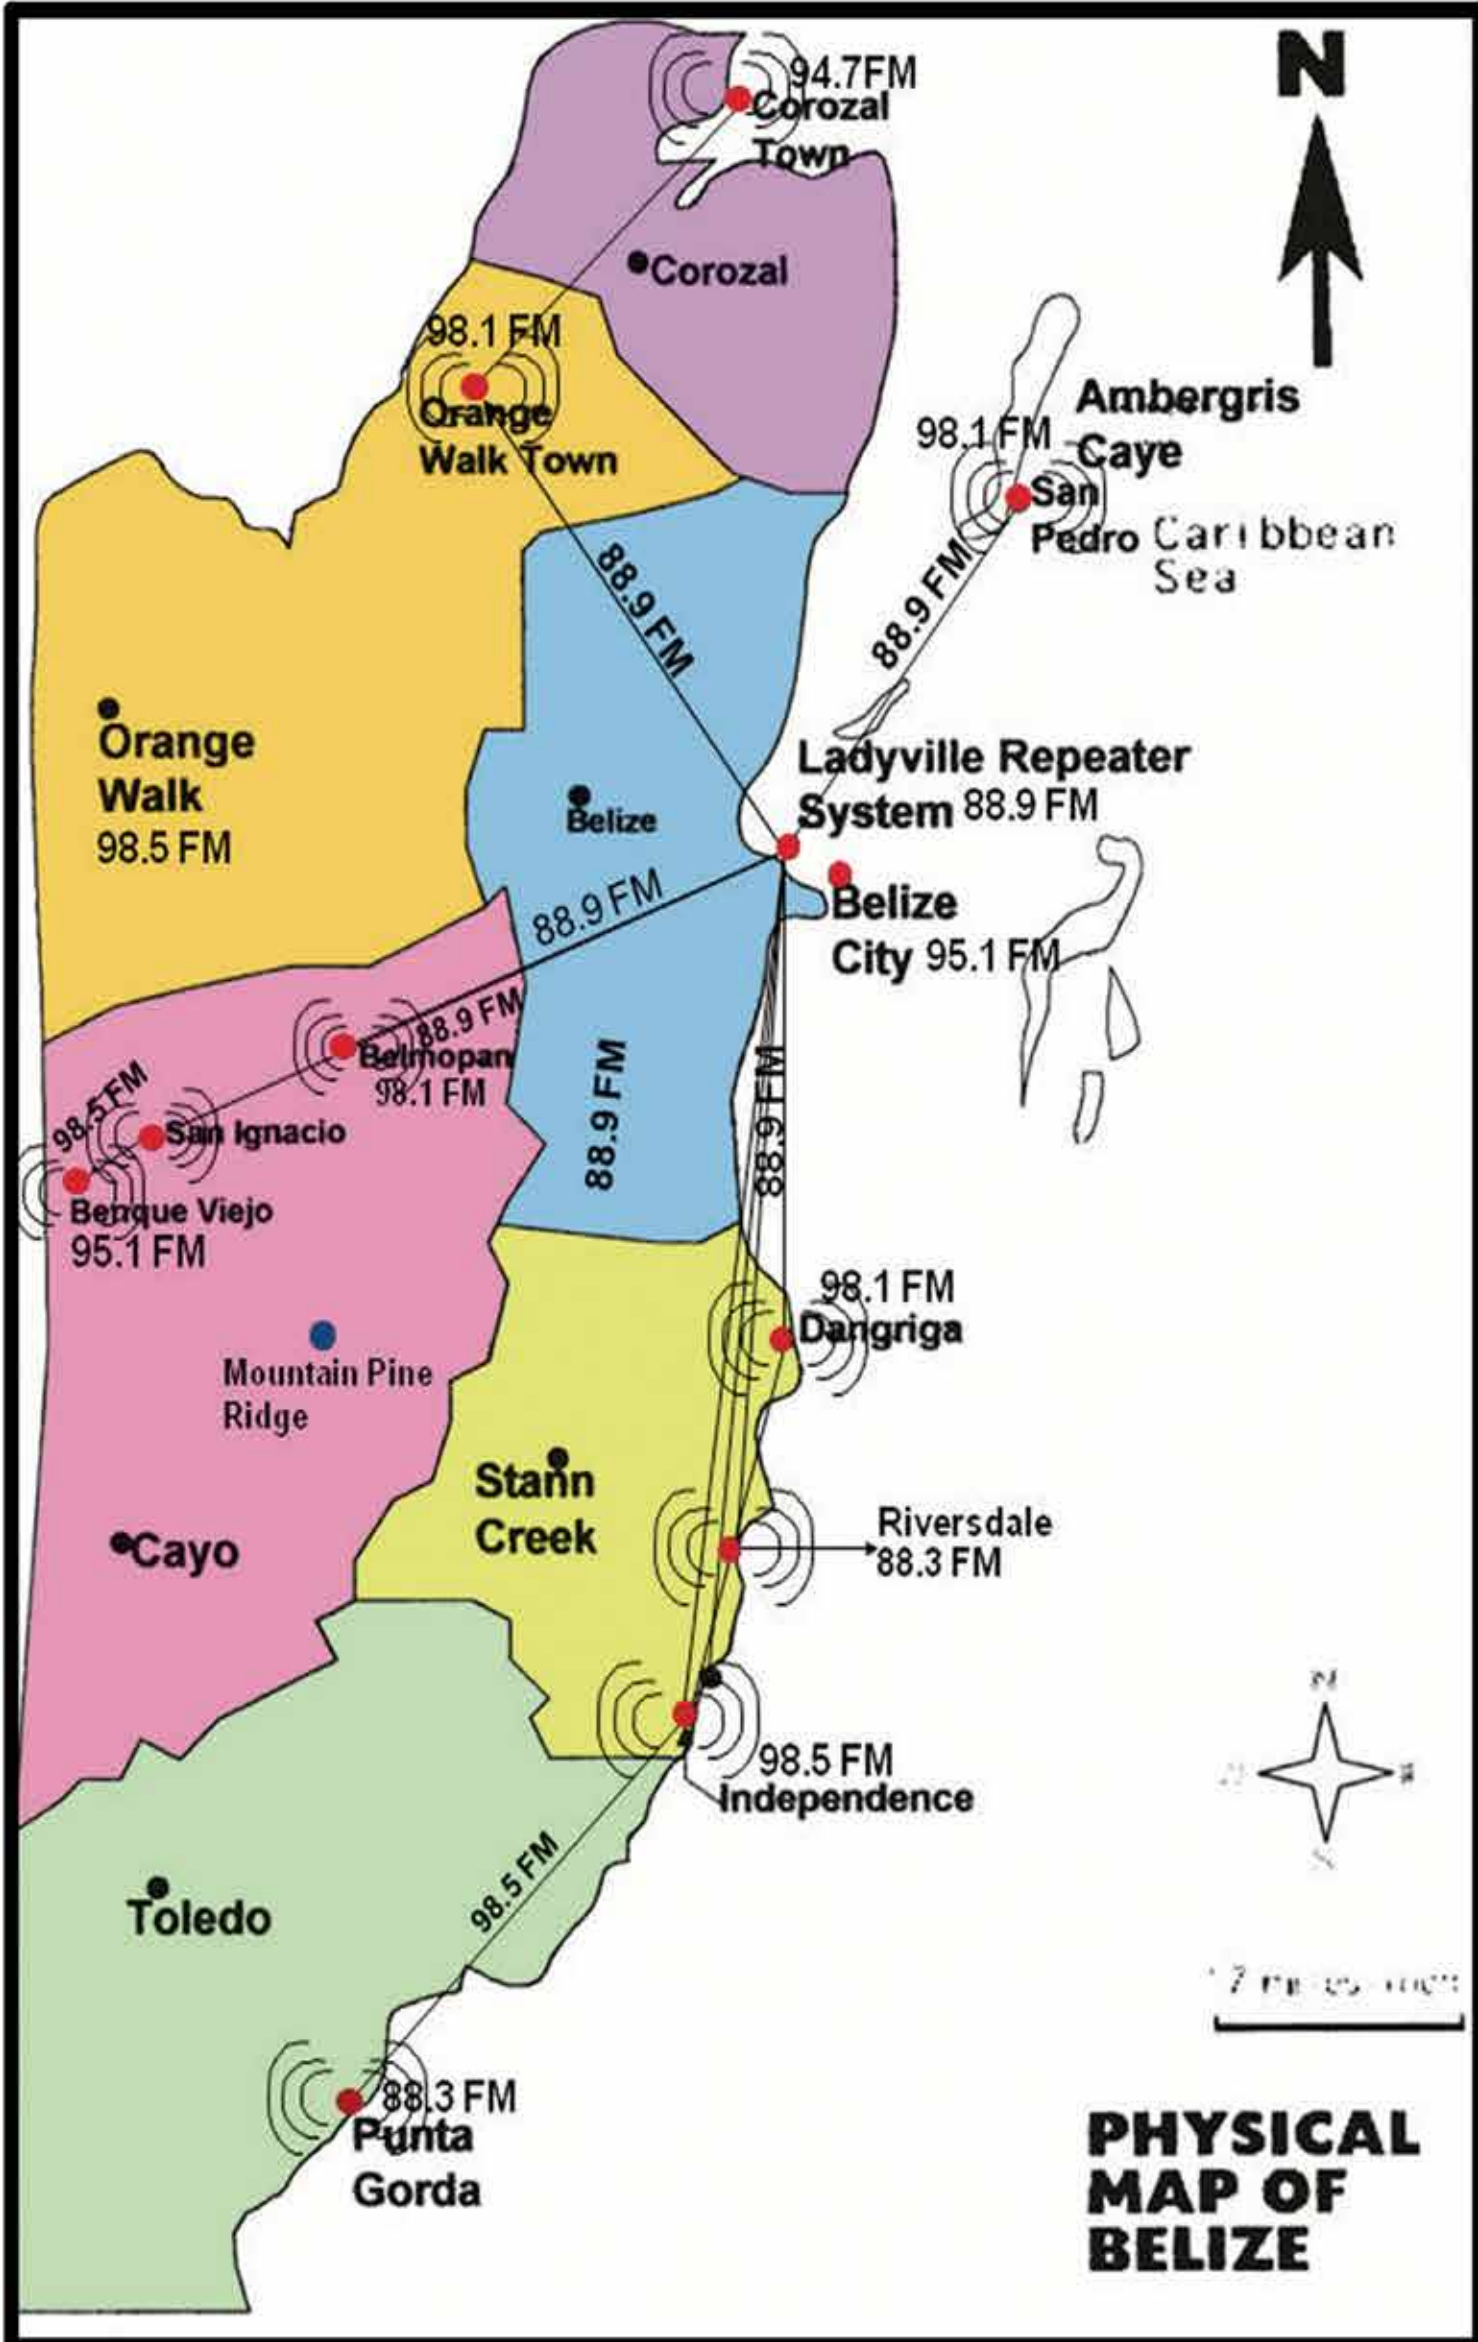 N
94.7FM
Corozal
Town
Corozal
98.1 FM
Orange
Walk Town
Ambergris
Caye
98.1 FM
San
Pedro
Caribbean
Sea
88.9 FM
88.9 FM
Orange
Walk
98.5 FM
Belize
Ladyville Repeater
System 88.9 FM
Belize
City 95.1 FM
88.9 FM
88.9 FM
Belmopan
98.1 FM
98.5 FM
San Ignacio
Benque Viejo
95.1 FM
88.9 FM
88.9 FM
Mountain Pine
Ridge
98.1 FM
Dangriga
Stann
Creek
Cayo
Riversdale
88.3 FM
98.5 FM
Independence
98.5 FM
Toledo
88.3 FM
Punta
Gorda
PHYSICAL
MAP OF
BELIZE